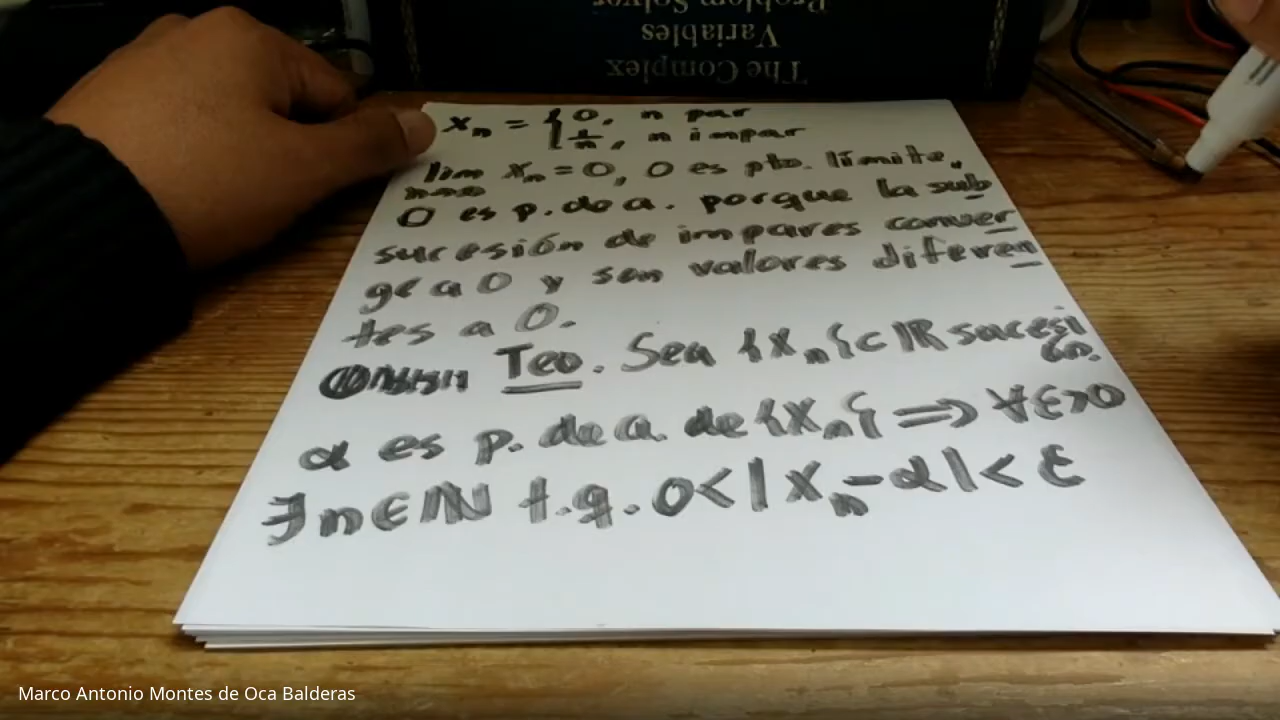 The Complex
Variables
Problem Solver
xₙ = { 0, n par
1/n, n impar
lim xₙ = 0, 0 es pto. límite,
n→∞
0 es p. de a. porque la sub
sucesión de impares conver
ge a 0 y son valores diferen
tes a 0.
Teo. Sea {xₙ} ⊂ ℝ sucesi
ón.
α es p. de a. de {xₙ} ⟹ ∀ε>0
∃n∈ℕ t.q. 0<|xₙ-α|<ε
Marco Antonio Montes de Oca Balderas